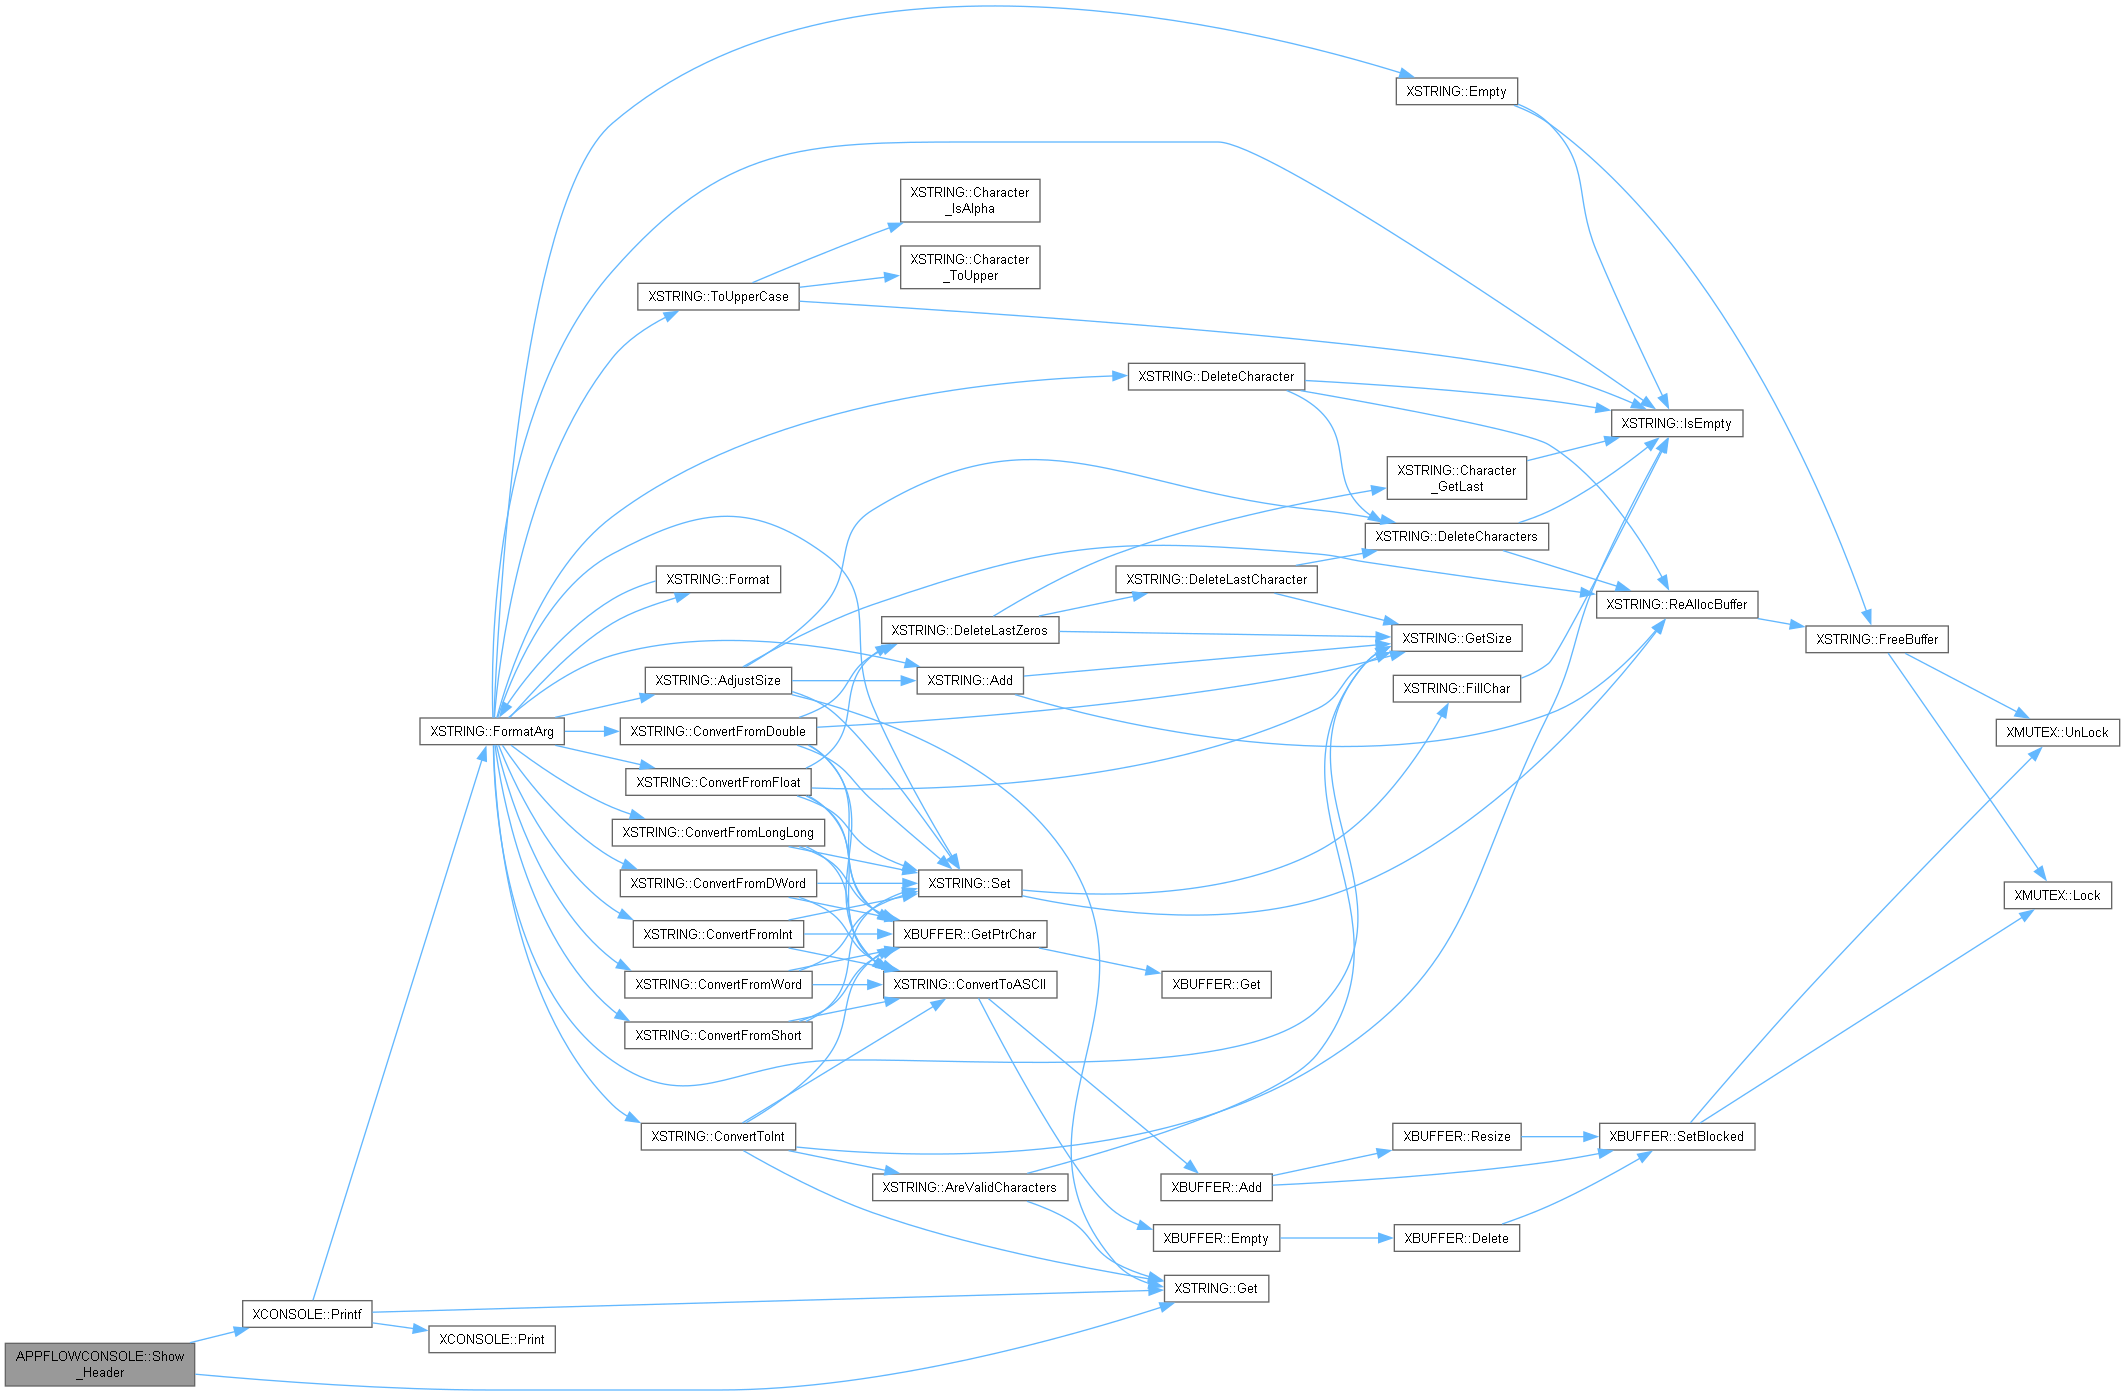 XSTRING::Empty
XSTRING::Character
_IsAlpha
XSTRING::Character
_ToUpper
XSTRING::ToUpperCase
XSTRING::DeleteCharacter
XSTRING::IsEmpty
XSTRING::Character
_GetLast
XSTRING::DeleteCharacters
XSTRING::Format
XSTRING::DeleteLastCharacter
XSTRING::ReAllocBuffer
XSTRING::DeleteLastZeros
XSTRING::GetSize
XSTRING::FreeBuffer
XSTRING::AdjustSize
XSTRING::Add
XSTRING::FillChar
XSTRING::FormatArg
XSTRING::ConvertFromDouble
XMUTEX::UnLock
XSTRING::ConvertFromFloat
XSTRING::ConvertFromLongLong
XSTRING::ConvertFromDWord
XSTRING::Set
XMUTEX::Lock
XSTRING::ConvertFromInt
XBUFFER::GetPtrChar
XSTRING::ConvertFromWord
XSTRING::ConvertToASCII
XBUFFER::Get
XSTRING::ConvertFromShort
XSTRING::ConvertToInt
XBUFFER::Resize
XBUFFER::SetBlocked
XSTRING::AreValidCharacters
XBUFFER::Add
XBUFFER::Empty
XBUFFER::Delete
XSTRING::Get
XCONSOLE::Printf
XCONSOLE::Print
APPFLOWCONSOLE::Show
_Header